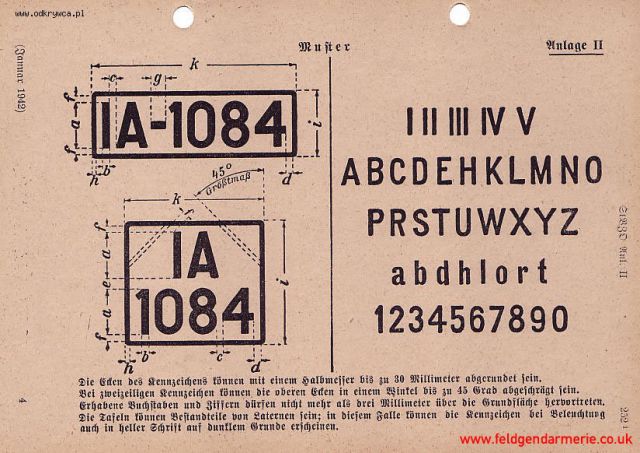 www.odkrywca.pl
Muster
Anlage II
(Januar 1942)
k
c
g
f
a
f
i
IA-1084
h
b
d
45°
Größtmaß
k
f
a
e
a
f
i
IA
1084
h
b
c
d
I II III IV V
ABCDEHKLMNO
PRSTUWXYZ
abdhlort
1234567890
StVZO Anl. II
Die Ecken des Kennzeichens können mit einem Halbmesser bis zu 30 Millimeter abgerundet sein.
Bei zweizeiligen Kennzeichen können die oberen Ecken in einem Winkel bis zu 45 Grad abgeschrägt sein.
Erhabene Buchstaben und Ziffern dürfen nicht mehr als drei Millimeter über die Grundfläche hervortreten.
Die Tafeln können Bestandteile von Laternen sein; in diesem Falle können die Kennzeichen bei Beleuchtung
auch in heller Schrift auf dunklem Grunde erscheinen.
4
www.feldgendarmerie.co.uk